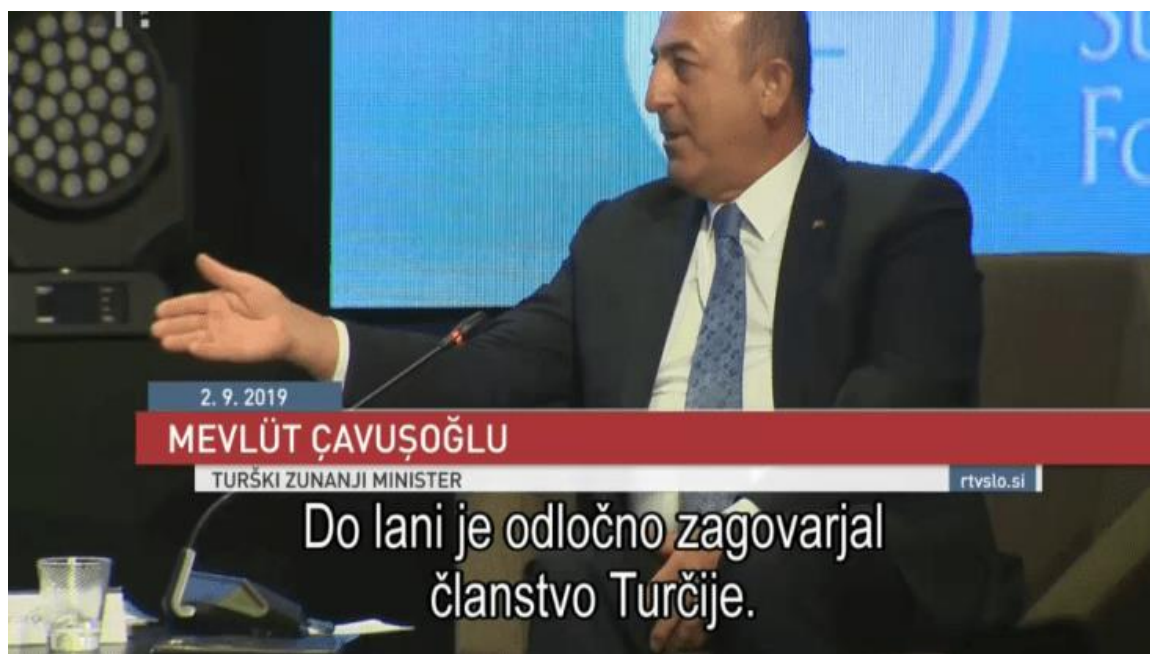 2. 9. 2019
MEVLÜT ÇAVUŞOĞLU
TURŠKI ZUNANJI MINISTER
rtvslo.si
Do lani je odločno zagovarjal
članstvo Turčije.